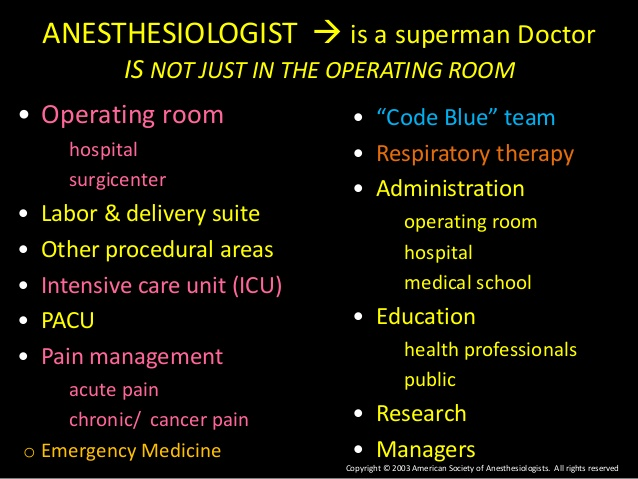 ANESTHESIOLOGIST → is a superman Doctor
IS NOT JUST IN THE OPERATING ROOM
• Operating room
hospital
surgicenter
• Labor & delivery suite
• Other procedural areas
• Intensive care unit (ICU)
• PACU
• Pain management
acute pain
chronic/ cancer pain
o Emergency Medicine
• “Code Blue” team
• Respiratory therapy
• Administration
operating room
hospital
medical school
• Education
health professionals
public
• Research
• Managers
Copyright © 2003 American Society of Anesthesiologists. All rights reserved